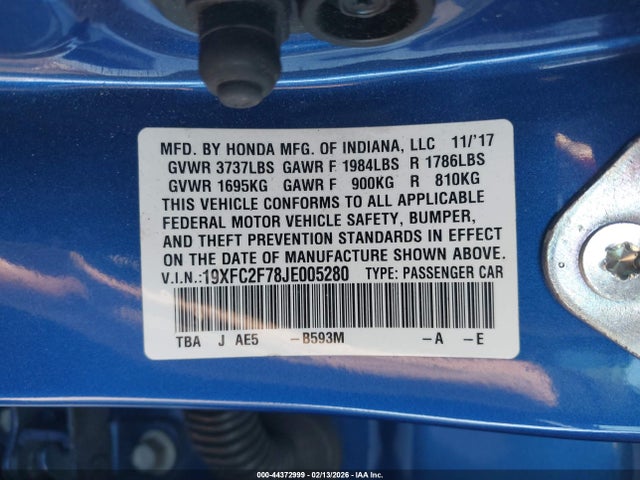 MFD. BY HONDA MFG. OF INDIANA, LLC 11/'17
GVWR 3737LBS GAWR F 1984LBS R 1786LBS
GVWR 1695KG GAWR F 900KG R 810KG
THIS VEHICLE CONFORMS TO ALL APPLICABLE
FEDERAL MOTOR VEHICLE SAFETY, BUMPER,
AND THEFT PREVENTION STANDARDS IN EFFECT
ON THE DATE OF MANUFACTURE SHOWN ABOVE.
V.I.N.:19XFC2F78JE005280 TYPE: PASSENGER CAR
TBA J AE5 -B593M -A -E
000-44372999 - 02/13/2026 - IAA Inc.